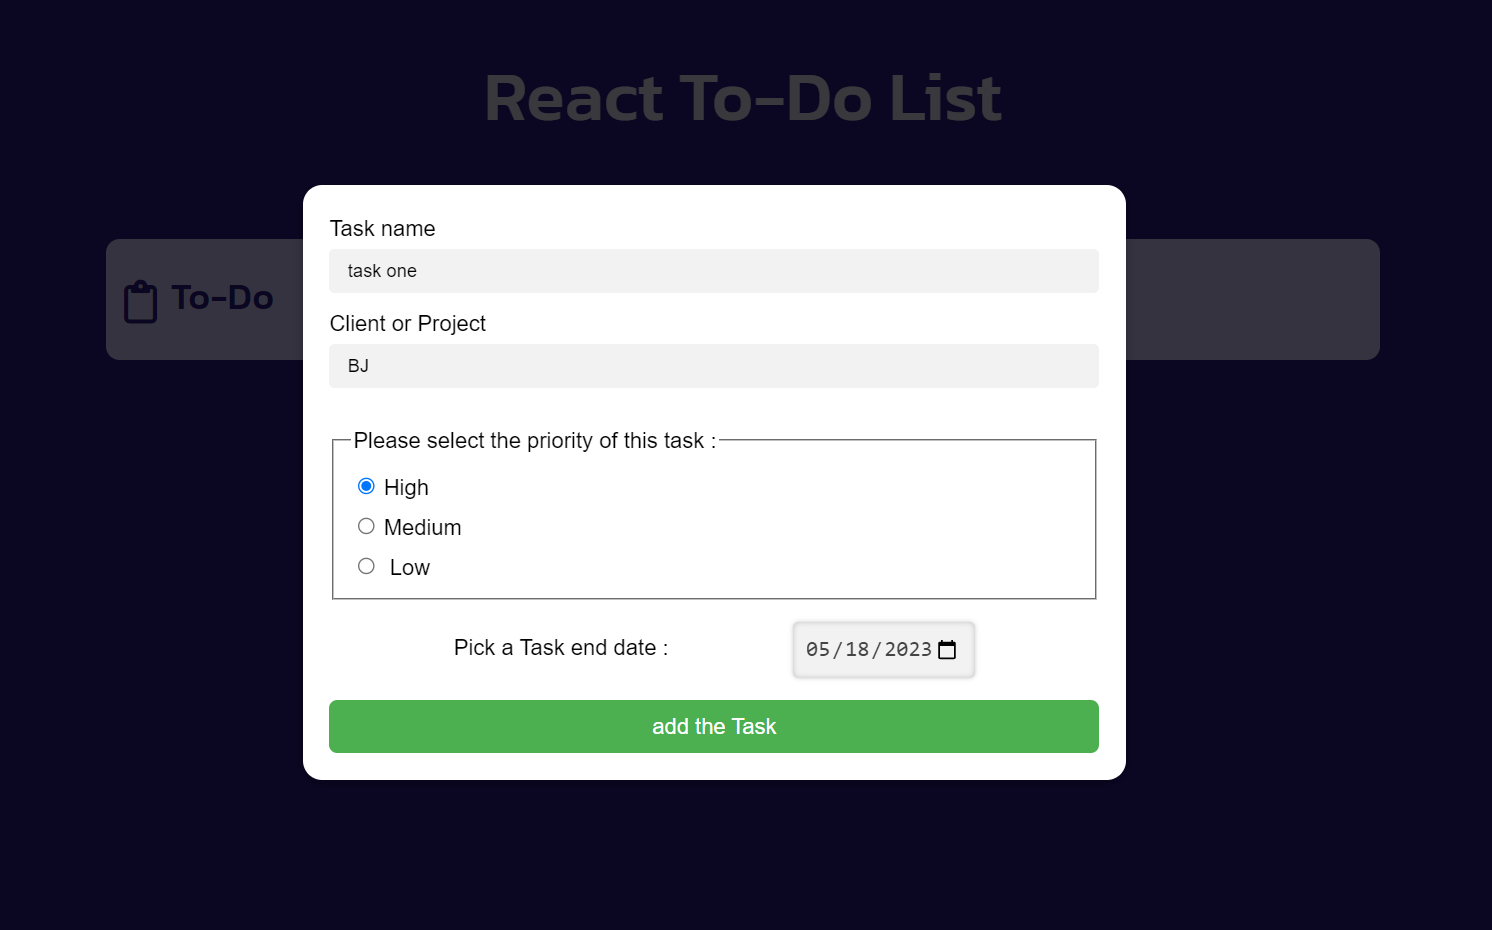 React To-Do List
To-Do
Task name
task one
Client or Project
BJ
Please select the priority of this task :
High
Medium
Low
Pick a Task end date :
05/18/2023
add the Task